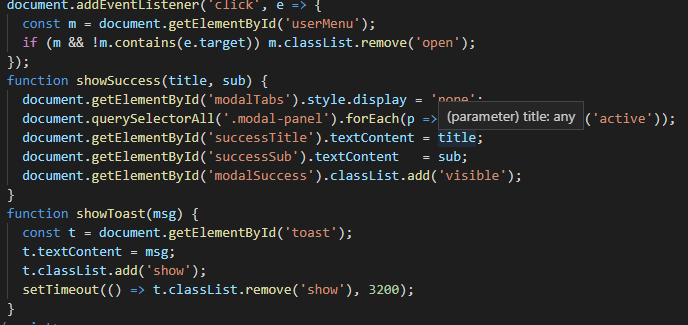 document.addEventListener('click', e => {
  const m = document.getElementById('userMenu');
  if (m && !m.contains(e.target)) m.classList.remove('open');
});
function showSuccess(title, sub) {
  document.getElementById('modalTabs').style.display = 'none';
  document.querySelectorAll('.modal-panel').forEach(p => ('active'));
(parameter) title: any
  document.getElementById('successTitle').textContent = title;
  document.getElementById('successSub').textContent   = sub;
  document.getElementById('modalSuccess').classList.add('visible');
}
function showToast(msg) {
  const t = document.getElementById('toast');
  t.textContent = msg;
  t.classList.add('show');
  setTimeout(() => t.classList.remove('show'), 3200);
}